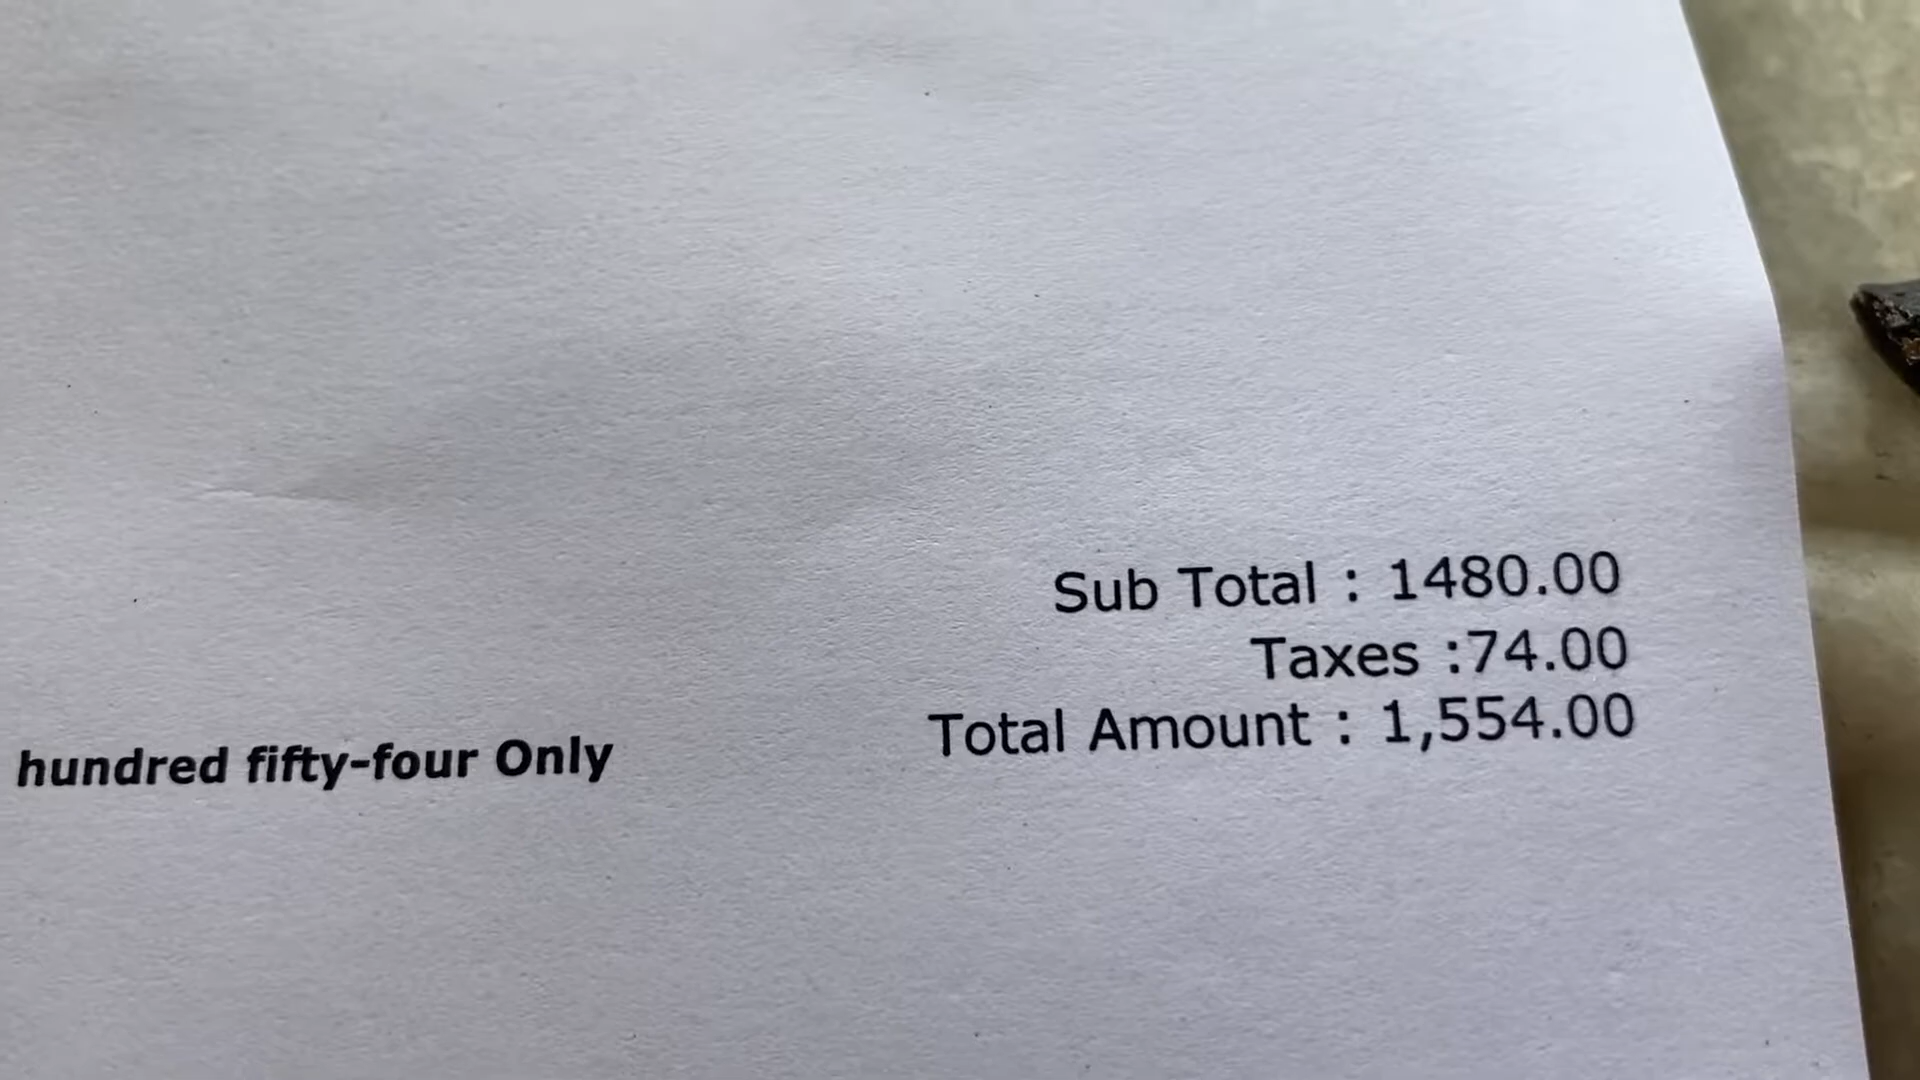 Sub Total : 1480.00
Taxes :74.00
Total Amount : 1,554.00
hundred fifty-four Only